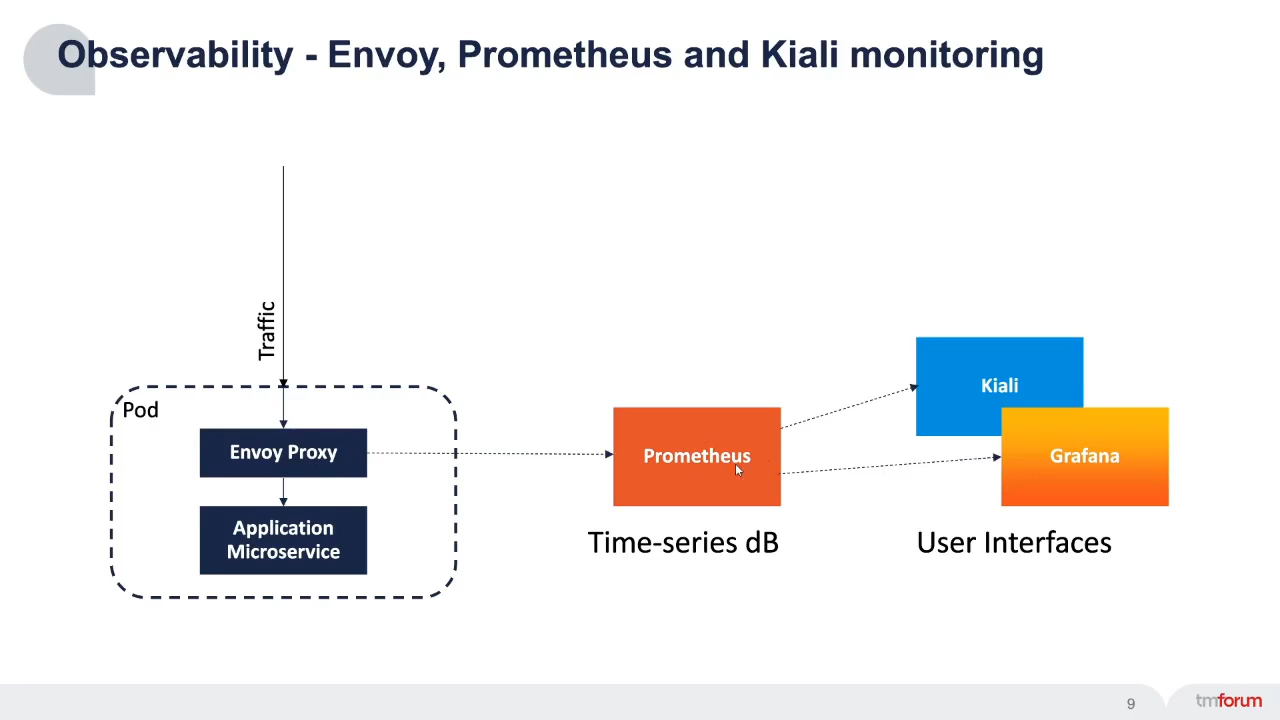 Observability - Envoy, Prometheus and Kiali monitoring
Traffic
Pod
Envoy Proxy
Application
Microservice
Prometheus
Time-series dB
Kiali
Grafana
User Interfaces
9
tmforum